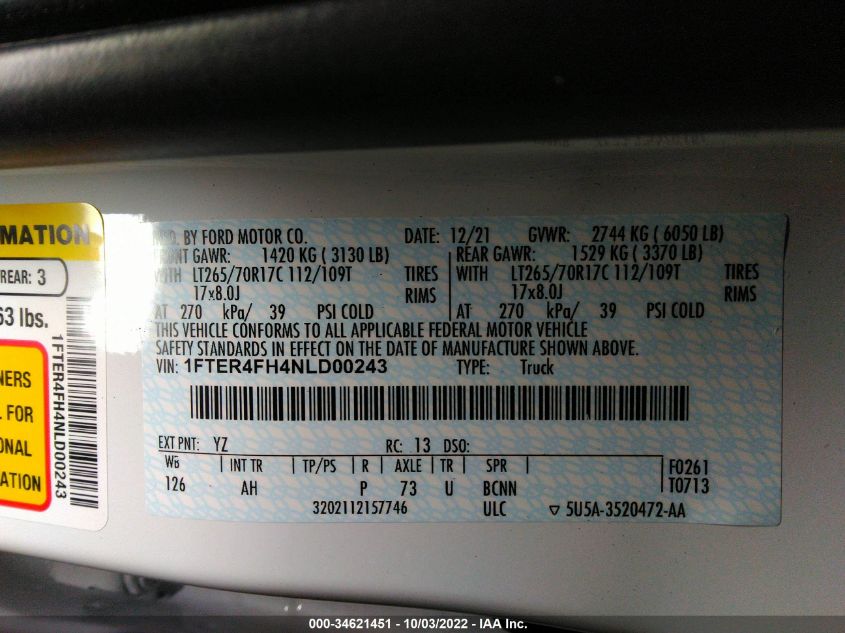 MATION
REAR: 3
53 lbs.
NERS
L FOR
ONAL
ATION
1FTER4FH4NLD00243
MFD. BY FORD MOTOR CO. DATE: 12/21 GVWR: 2744 KG ( 6050 LB)
FRONT GAWR: 1420 KG ( 3130 LB) REAR GAWR: 1529 KG ( 3370 LB)
WITH LT265/70R17C 112/109T TIRES WITH LT265/70R17C 112/109T TIRES
17x8.0J RIMS 17x8.0J RIMS
AT 270 kPa/ 39 PSI COLD AT 270 kPa/ 39 PSI COLD
THIS VEHICLE CONFORMS TO ALL APPLICABLE FEDERAL MOTOR VEHICLE
SAFETY STANDARDS IN EFFECT ON THE DATE OF MANUFACTURE SHOWN ABOVE.
VIN: 1FTER4FH4NLD00243 TYPE: Truck
EXT PNT: YZ RC: 13 DSO:
WB INT TR TP/PS R AXLE TR SPR F0261
126 AH P 73 U BCNN T0713
3202112157746 ULC ▽ 5U5A-3520472-AA
000-34621451 - 10/03/2022 - IAA Inc.